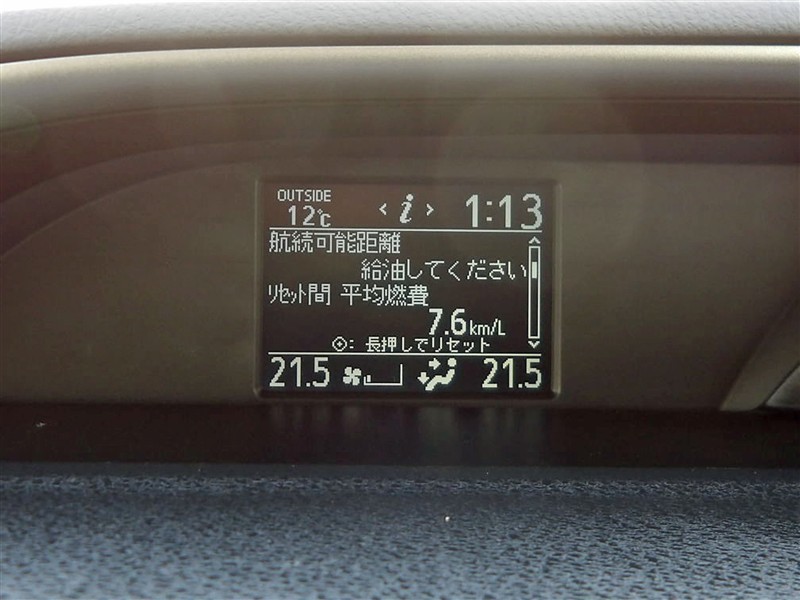 OUTSIDE
12℃ < i > 1:13
航続可能距離
給油してください
ﾘｾｯﾄ間 平均燃費
7.6 km/L
: 長押しでリセット
21.5 21.5